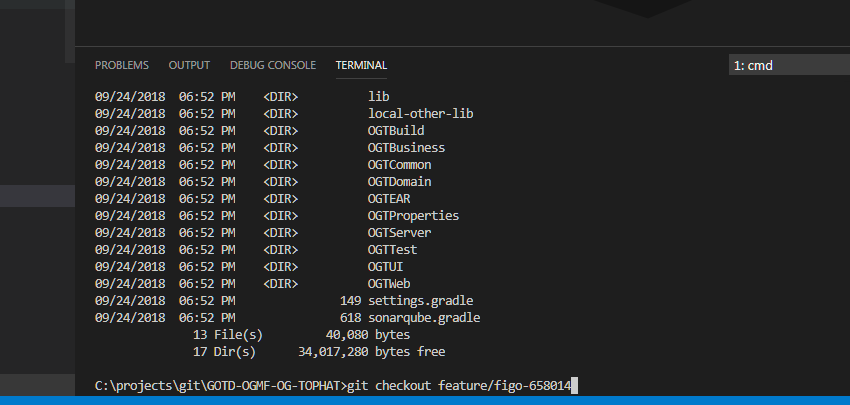 PROBLEMS OUTPUT DEBUG CONSOLE TERMINAL 1: cmd
09/24/2018 06:52 PM <DIR> lib
09/24/2018 06:52 PM <DIR> local-other-lib
09/24/2018 06:52 PM <DIR> OGTBuild
09/24/2018 06:52 PM <DIR> OGTBusiness
09/24/2018 06:52 PM <DIR> OGTCommon
09/24/2018 06:52 PM <DIR> OGTDomain
09/24/2018 06:52 PM <DIR> OGTEAR
09/24/2018 06:52 PM <DIR> OGTProperties
09/24/2018 06:52 PM <DIR> OGTServer
09/24/2018 06:52 PM <DIR> OGTTest
09/24/2018 06:52 PM <DIR> OGTUI
09/24/2018 06:52 PM <DIR> OGTWeb
09/24/2018 06:52 PM 149 settings.gradle
09/24/2018 06:52 PM 618 sonarqube.gradle
13 File(s) 40,080 bytes
17 Dir(s) 34,017,280 bytes free
C:\projects\git\GOTD-OGMF-OG-TOPHAT>git checkout feature/figo-658014